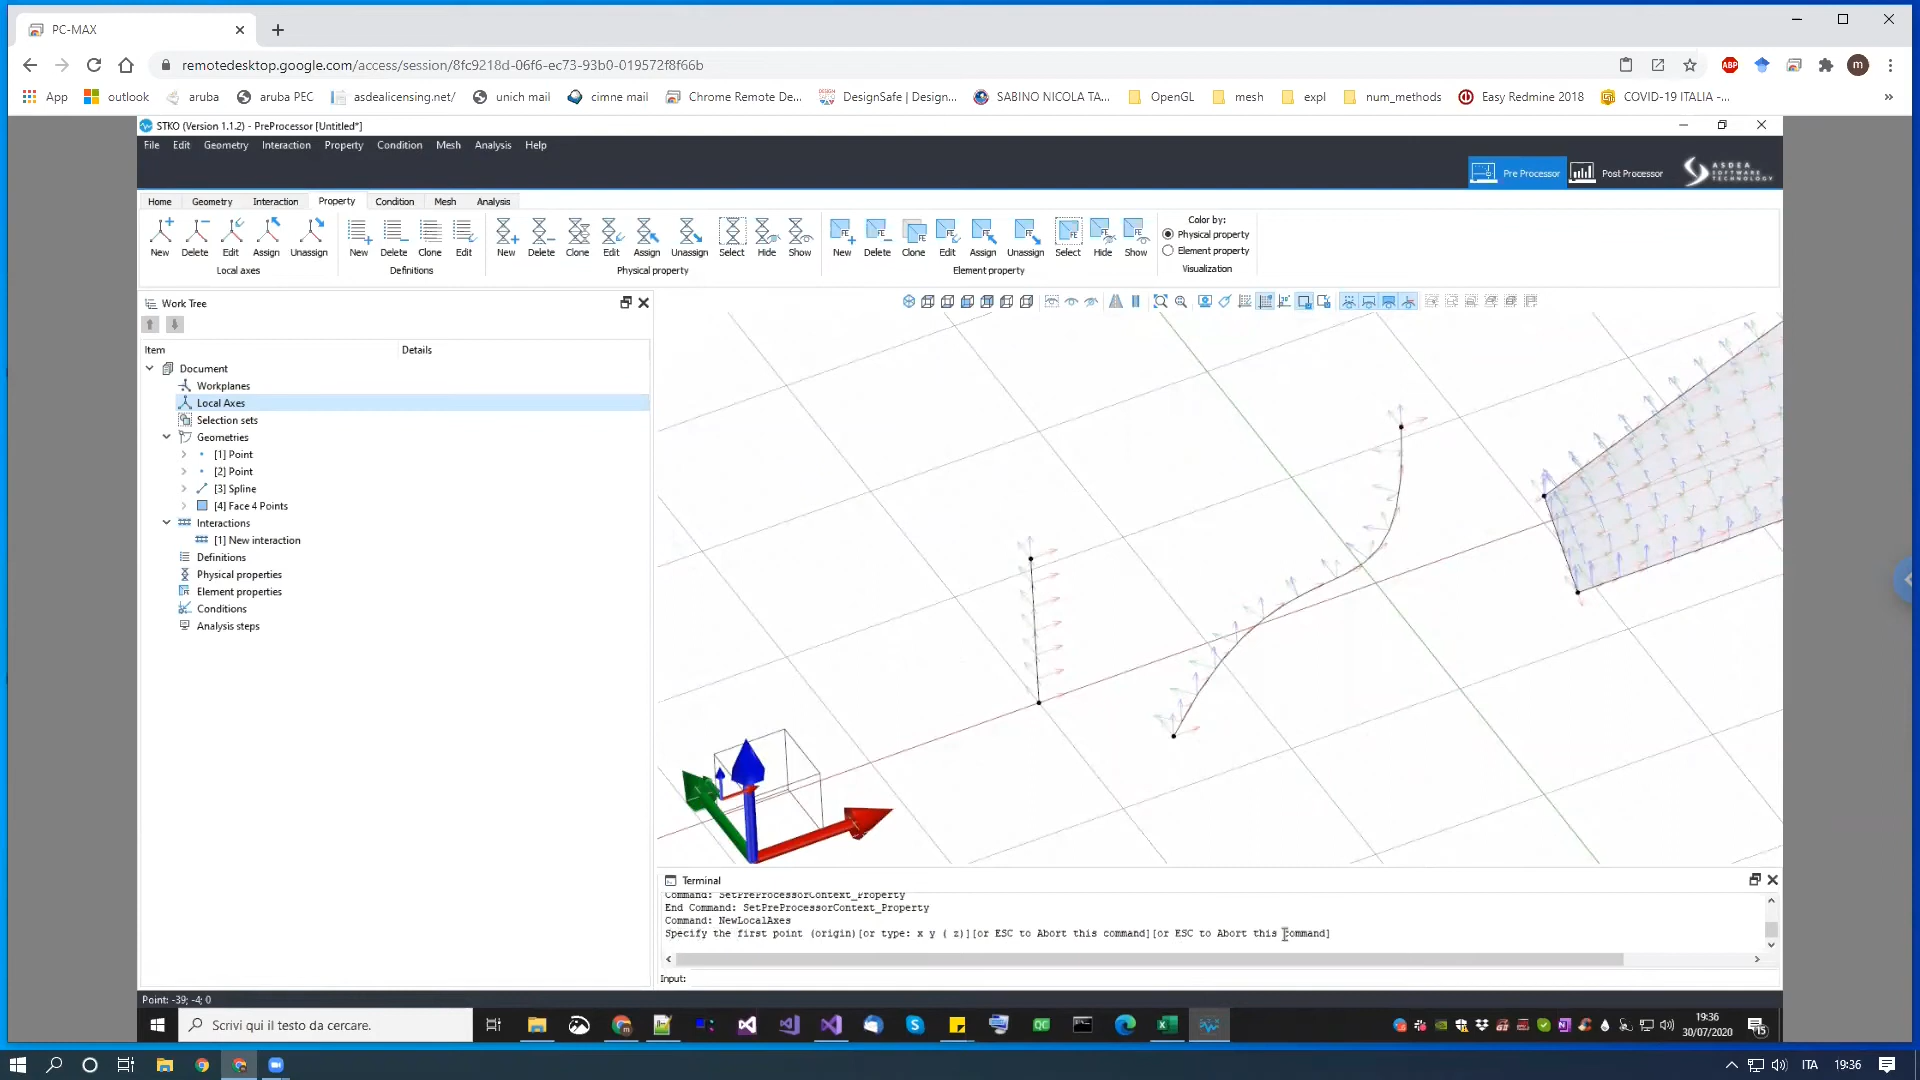 PC-MAX
remotedesktop.google.com/access/session/8fc9218d-06f6-ec73-93b0-019572f8f66b
ABP
m
App
outlook
aruba
aruba PEC
asdealicensing.net/
unich mail
cimne mail
Chrome Remote De...
DesignSafe | Design...
SABINO NICOLA TA...
OpenGL
mesh
expl
num_methods
Easy Redmine 2018
COVID-19 ITALIA -...
»
STKO (Version 1.1.2) - PreProcessor [Untitled*]
File Edit Geometry Interaction Property Condition Mesh Analysis Help
Pre Processor
Post Processor
ASDEA
SOFTWARE
TECHNOLOGY
Home Geometry Interaction Property Condition Mesh Analysis
New Delete Edit Assign Unassign
Local axes
New Delete Clone Edit
Definitions
New Delete Clone Edit Assign Unassign Select Hide Show
Physical property
New Delete Clone Edit Assign Unassign Select Hide Show
Element property
Color by:
Physical property
Element property
Visualization
Work Tree
Item
Details
Document
Workplanes
Local Axes
Selection sets
Geometries
[1] Point
[2] Point
[3] Spline
[4] Face 4 Points
Interactions
[1] New interaction
Definitions
Physical properties
Element properties
Conditions
Analysis steps
Terminal
Command: SetPreProcessorContext_Property
End Command: SetPreProcessorContext_Property
Command: NewLocalAxes
Specify the first point (origin)[or type: x y ( z)][or ESC to Abort this command][or ESC to Abort this command]
Input:
Point: -39; -4; 0
Scrivi qui il testo da cercare.
19:36
30/07/2020
15
ITA
19:36